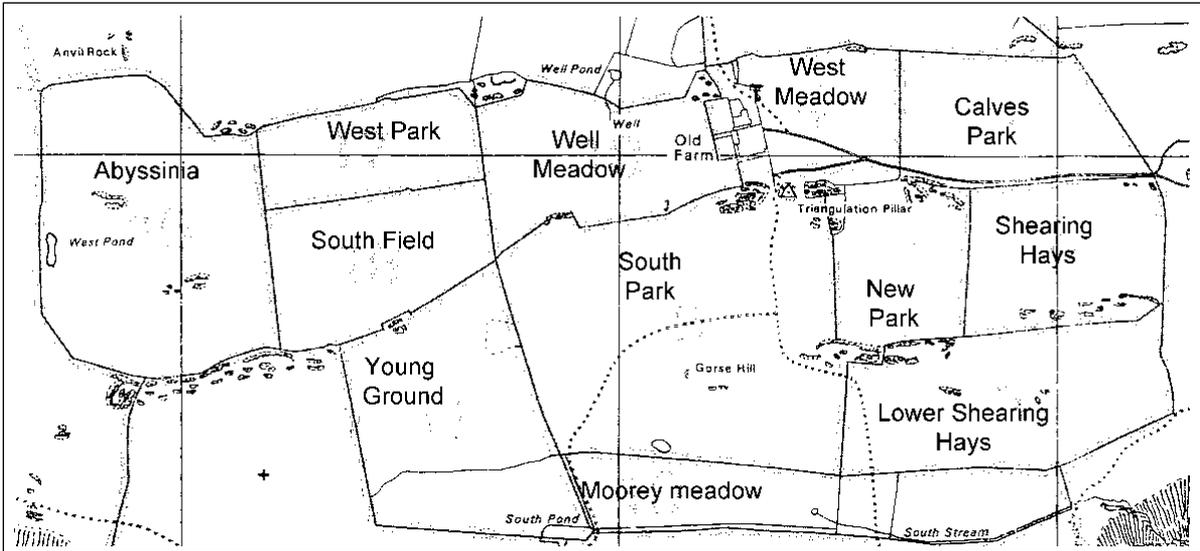 Anvil Rock
Well Pond
West
Meadow
Calves
Park
West Park
Well
Well
Meadow
Old
Farm
Abyssinia
West Pond
South Field
Triangulation Pillar
Shearing
Hays
South
Park
New
Park
Young
Ground
Gorse Hill
Lower Shearing
Hays
Moorey meadow
South Pond
South Stream